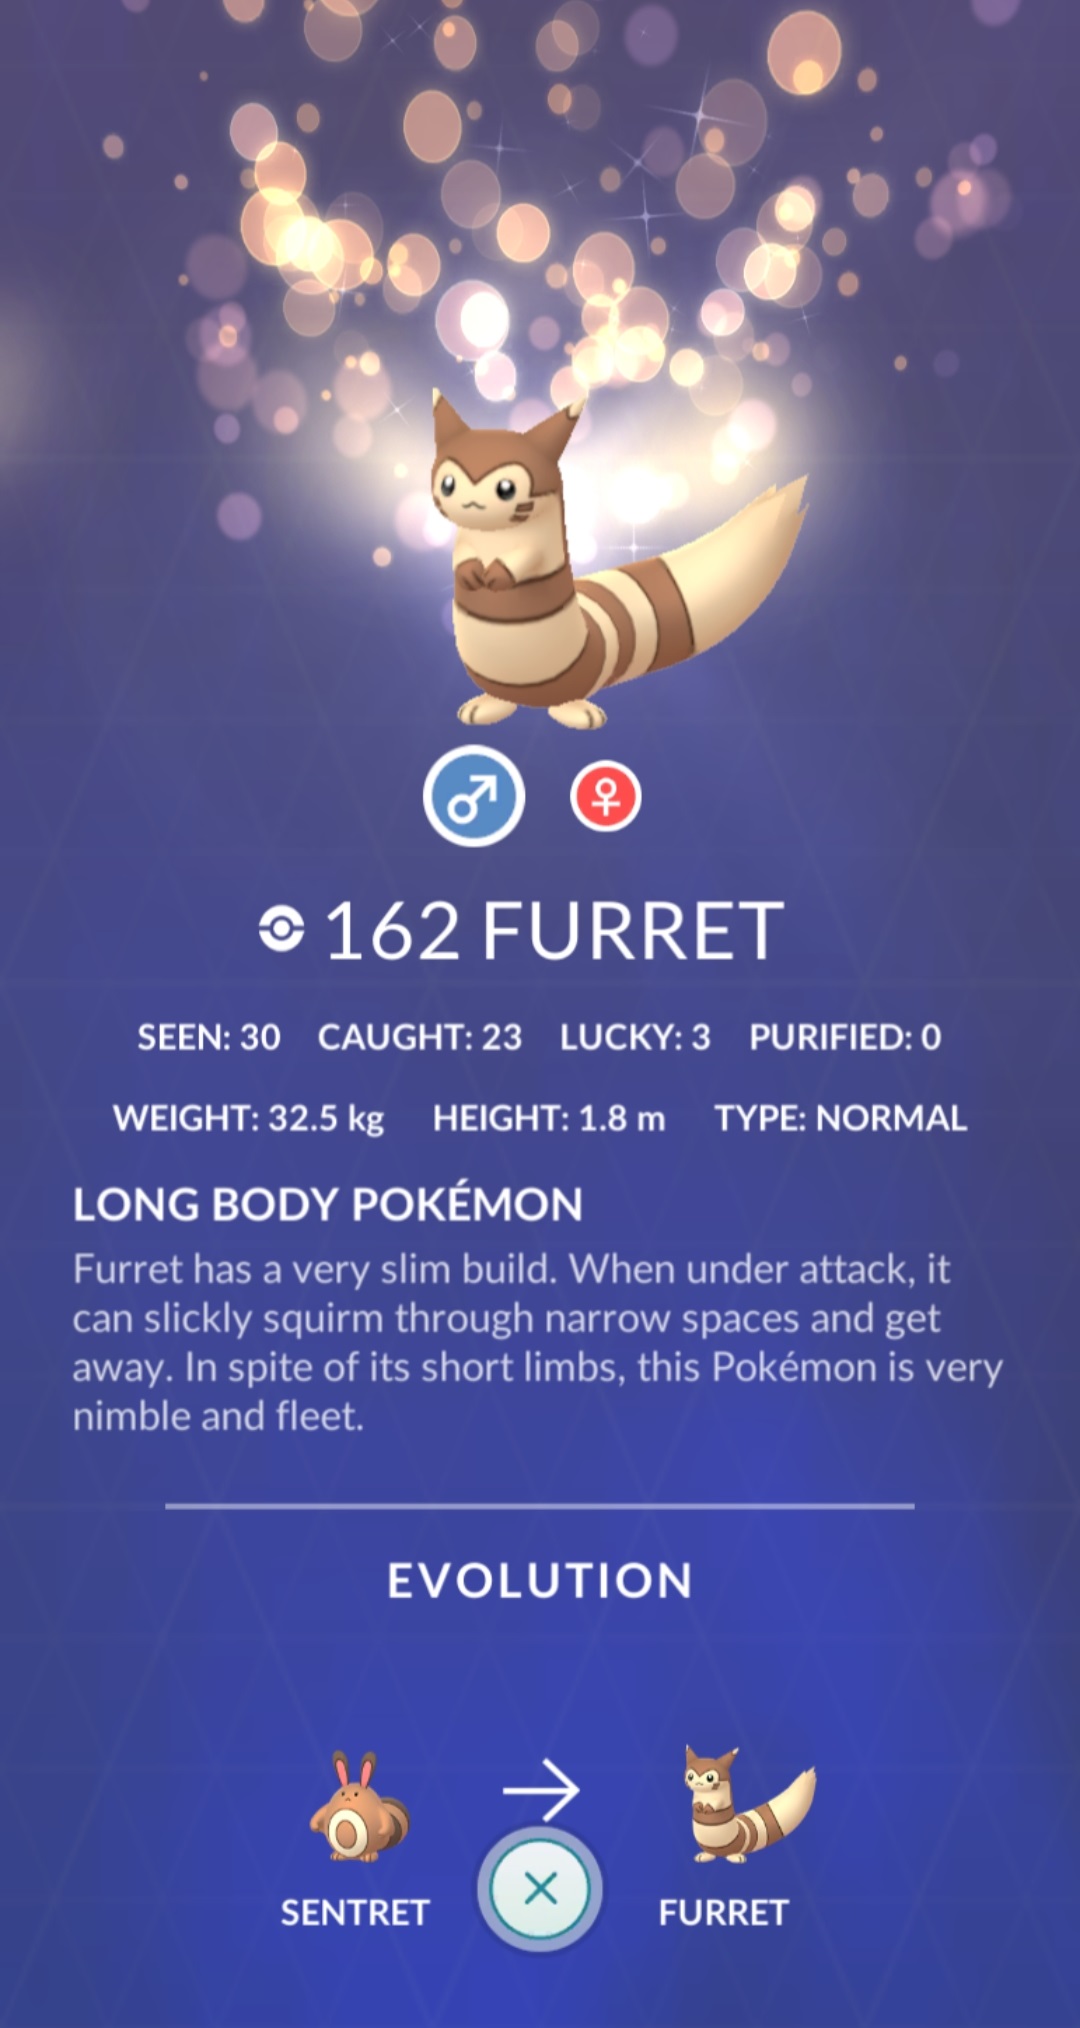 162 FURRET
SEEN: 30 CAUGHT: 23 LUCKY: 3 PURIFIED: 0
WEIGHT: 32.5 kg HEIGHT: 1.8 m TYPE: NORMAL
LONG BODY POKÉMON
Furret has a very slim build. When under attack, it
can slickly squirm through narrow spaces and get
away. In spite of its short limbs, this Pokémon is very
nimble and fleet.
EVOLUTION
SENTRET FURRET